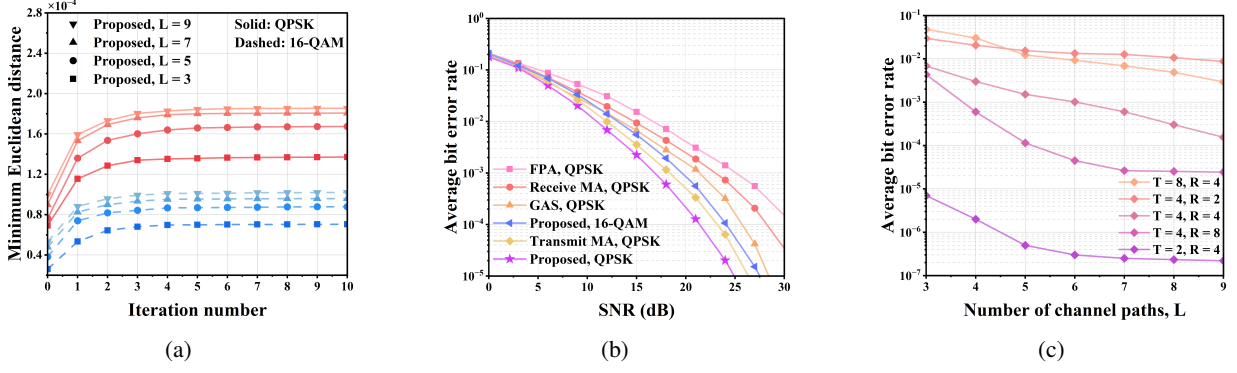 ×10⁻⁴
2.8
2.4
2.0
1.6
1.2
0.8
0.4
Minimum Euclidean distance
Proposed, L = 9
Proposed, L = 7
Proposed, L = 5
Proposed, L = 3
Solid: QPSK
Dashed: 16-QAM
0 1 2 3 4 5 6 7 8 9 10
Iteration number
(a)
10⁰
10⁻¹
10⁻²
10⁻³
10⁻⁴
10⁻⁵
Average bit error rate
FPA, QPSK
Receive MA, QPSK
GAS, QPSK
Proposed, 16-QAM
Transmit MA, QPSK
Proposed, QPSK
0 5 10 15 20 25 30
SNR (dB)
(b)
10⁻¹
10⁻²
10⁻³
10⁻⁴
10⁻⁵
10⁻⁶
10⁻⁷
Average bit error rate
T = 8, R = 4
T = 4, R = 2
T = 4, R = 4
T = 4, R = 8
T = 2, R = 4
3 4 5 6 7 8 9
Number of channel paths, L
(c)